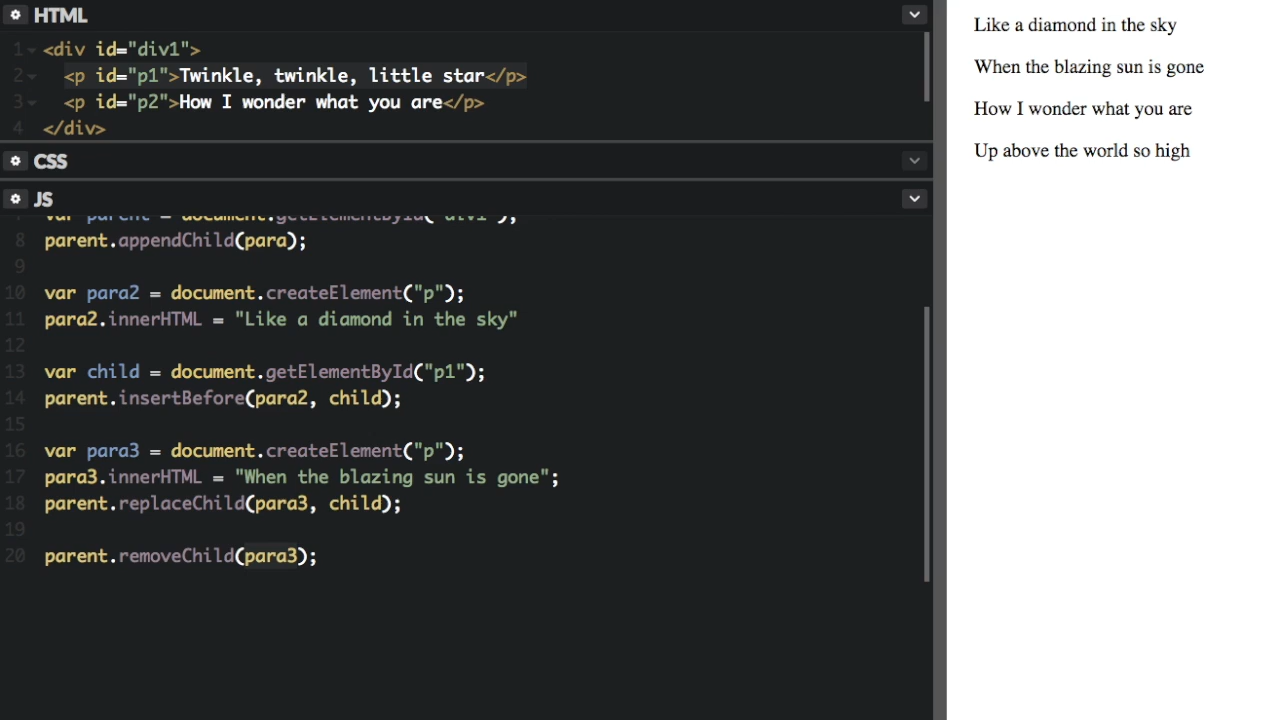 HTML
1 <div id="div1">
2 <p id="p1">Twinkle, twinkle, little star</p>
3 <p id="p2">How I wonder what you are</p>
4 </div>
CSS
JS
var parent = document.getElementById("div1");
8 parent.appendChild(para);
9
10 var para2 = document.createElement("p");
11 para2.innerHTML = "Like a diamond in the sky"
12
13 var child = document.getElementById("p1");
14 parent.insertBefore(para2, child);
15
16 var para3 = document.createElement("p");
17 para3.innerHTML = "When the blazing sun is gone";
18 parent.replaceChild(para3, child);
19
20 parent.removeChild(para3);
Like a diamond in the sky
When the blazing sun is gone
How I wonder what you are
Up above the world so high